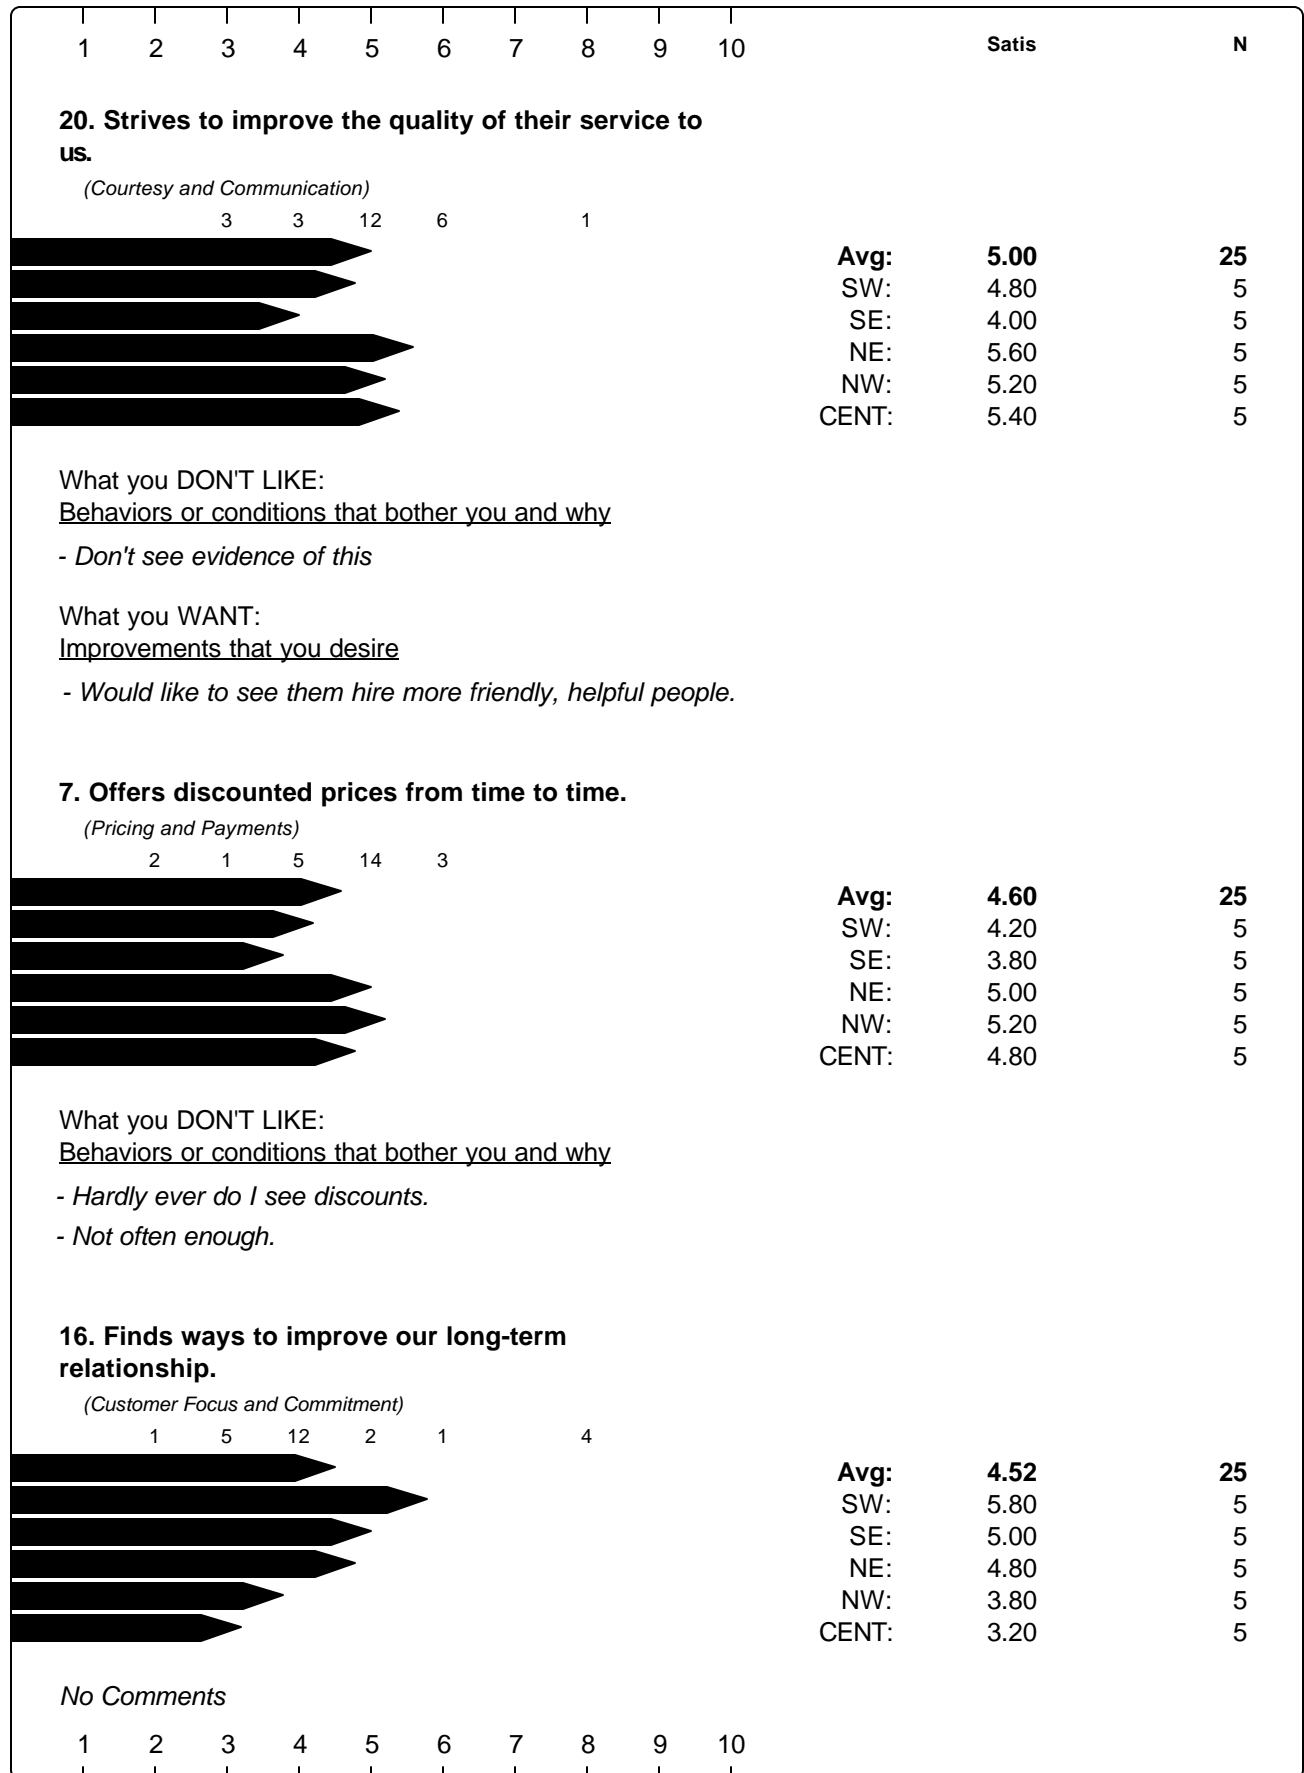 1 2 3 4 5 6 7 8 9 10 Satis N
20. Strives to improve the quality of their service to
us.
(Courtesy and Communication)
3 3 12 6 1
Avg: 5.00 25
SW: 4.80 5
SE: 4.00 5
NE: 5.60 5
NW: 5.20 5
CENT: 5.40 5
What you DON'T LIKE:
Behaviors or conditions that bother you and why
- Don't see evidence of this
What you WANT:
Improvements that you desire
- Would like to see them hire more friendly, helpful people.
7. Offers discounted prices from time to time.
(Pricing and Payments)
2 1 5 14 3
Avg: 4.60 25
SW: 4.20 5
SE: 3.80 5
NE: 5.00 5
NW: 5.20 5
CENT: 4.80 5
What you DON'T LIKE:
Behaviors or conditions that bother you and why
- Hardly ever do I see discounts.
- Not often enough.
16. Finds ways to improve our long-term
relationship.
(Customer Focus and Commitment)
1 5 12 2 1 4
Avg: 4.52 25
SW: 5.80 5
SE: 5.00 5
NE: 4.80 5
NW: 3.80 5
CENT: 3.20 5
No Comments
1 2 3 4 5 6 7 8 9 10